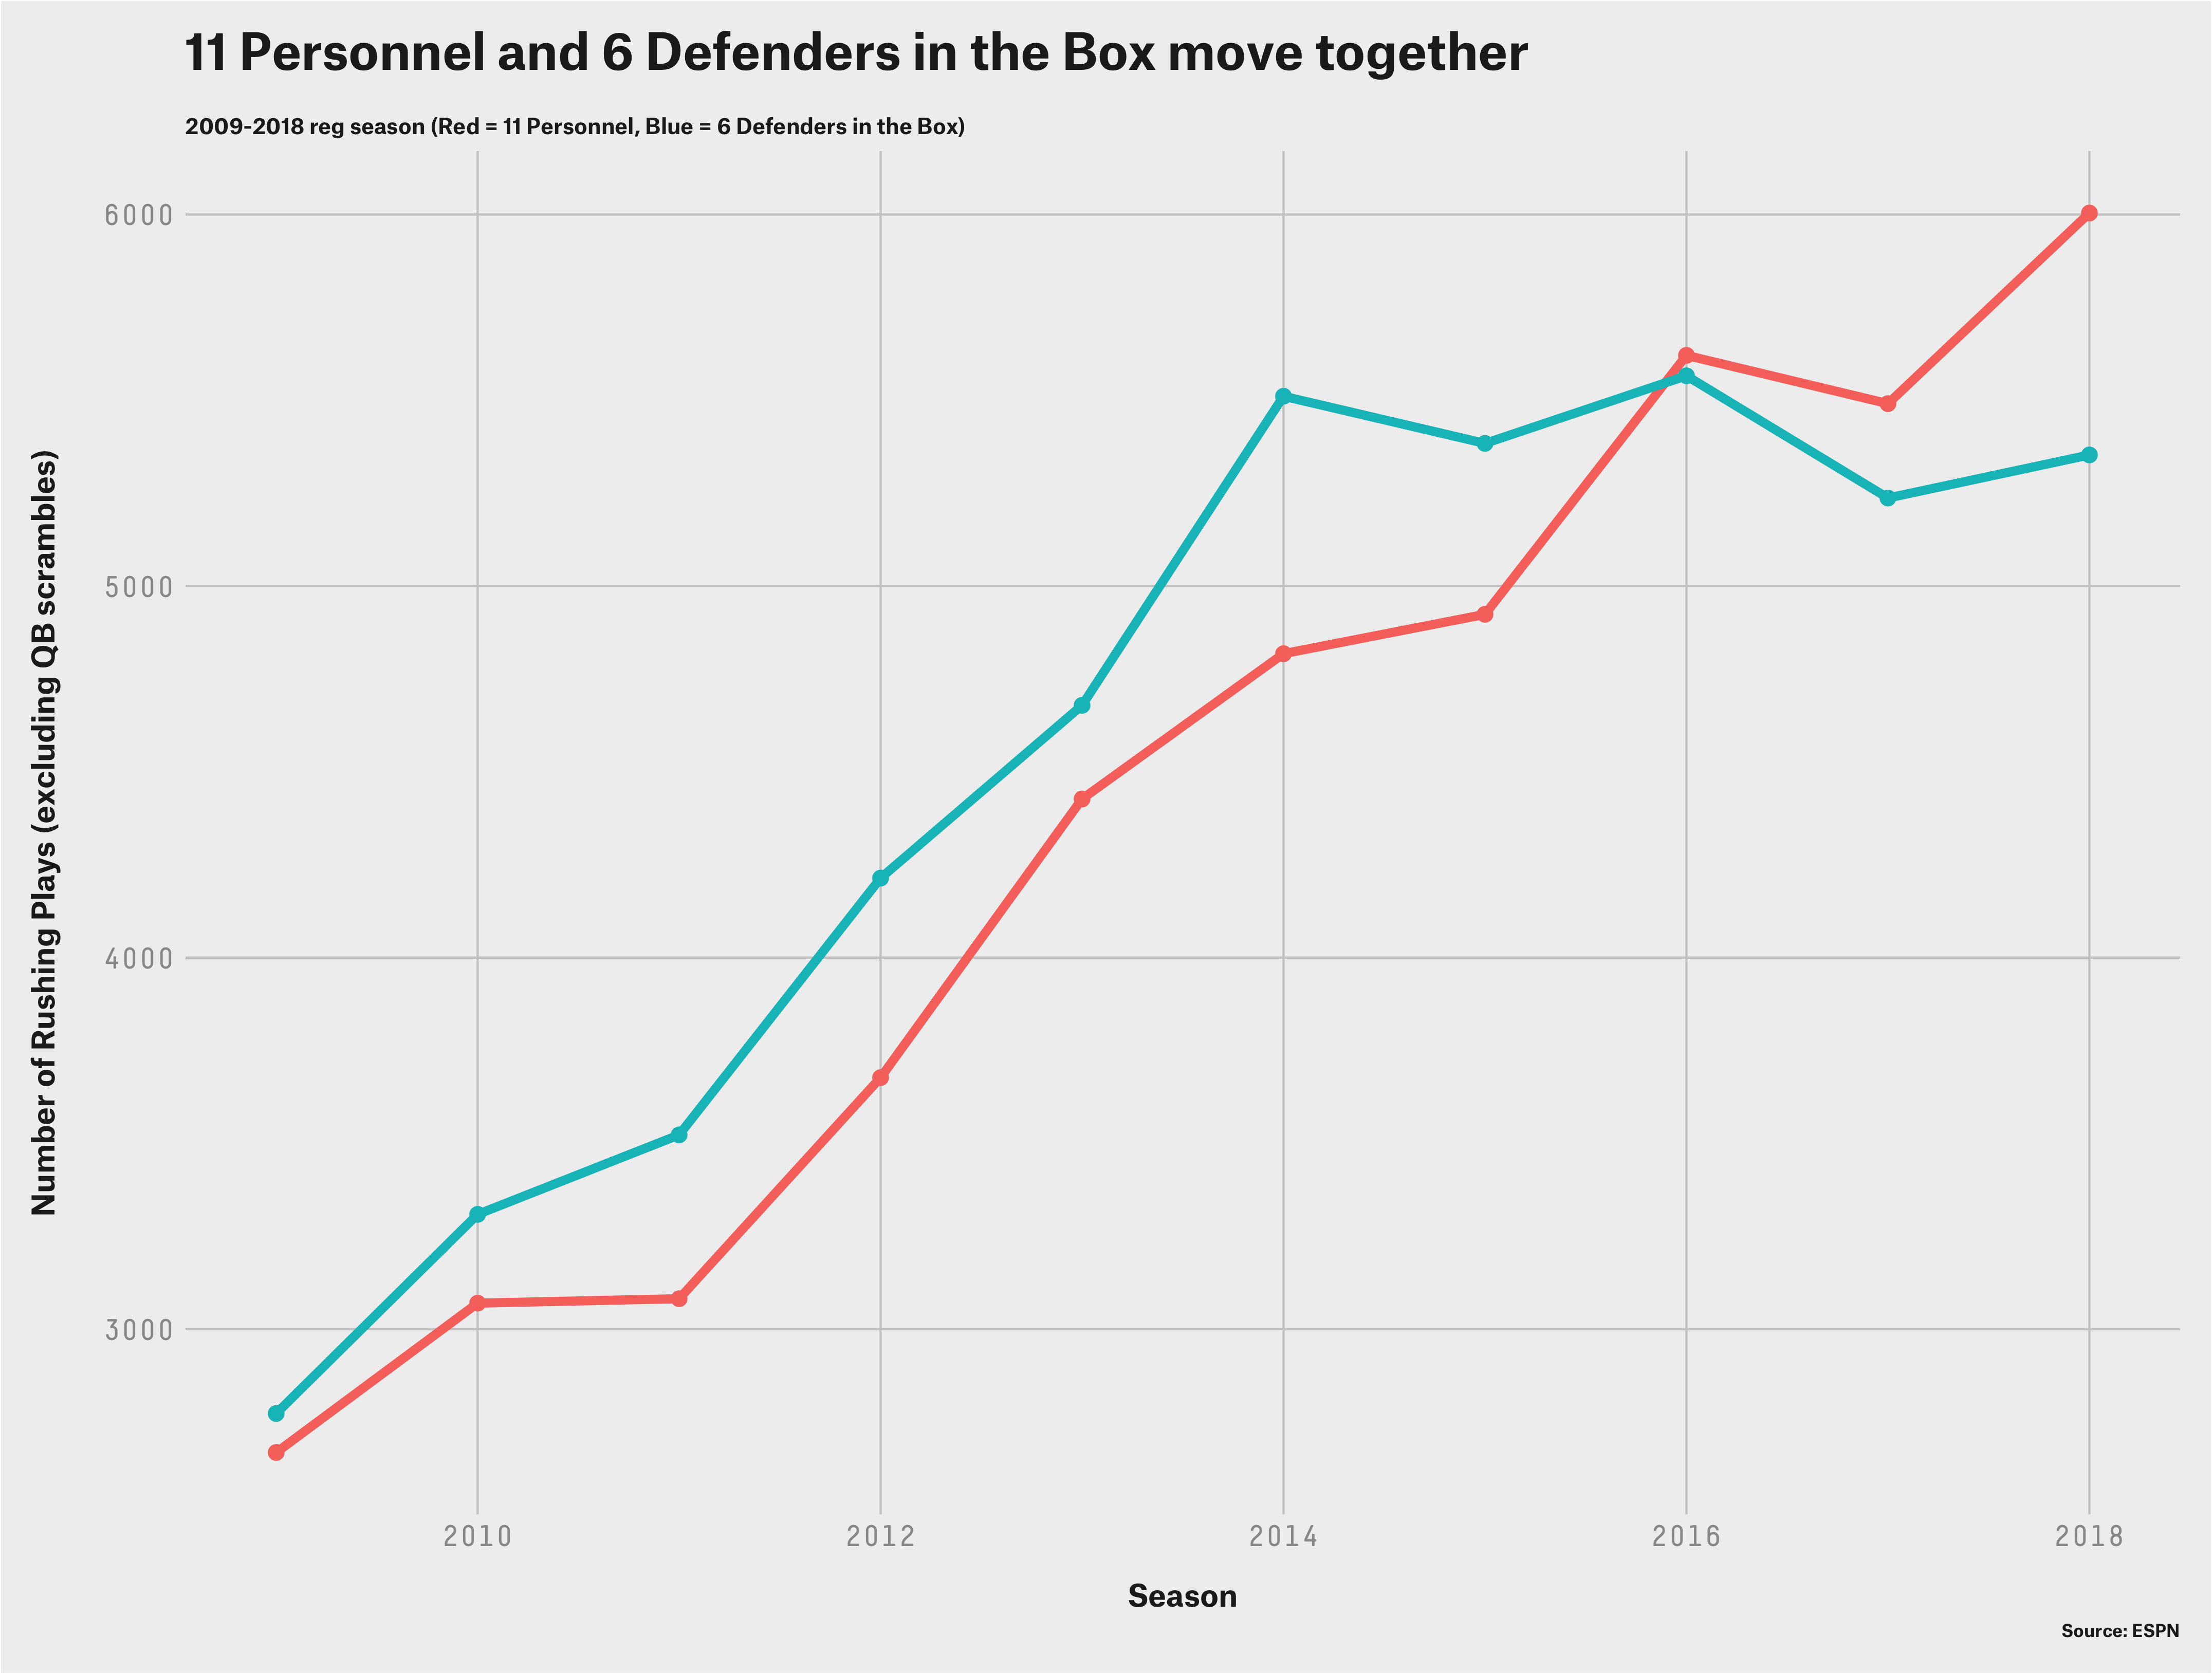 11 Personnel and 6 Defenders in the Box move together
2009-2018 reg season (Red = 11 Personnel, Blue = 6 Defenders in the Box)
Number of Rushing Plays (excluding QB scrambles)
6000
5000
4000
3000
2010 2012 2014 2016 2018
Season
Source: ESPN